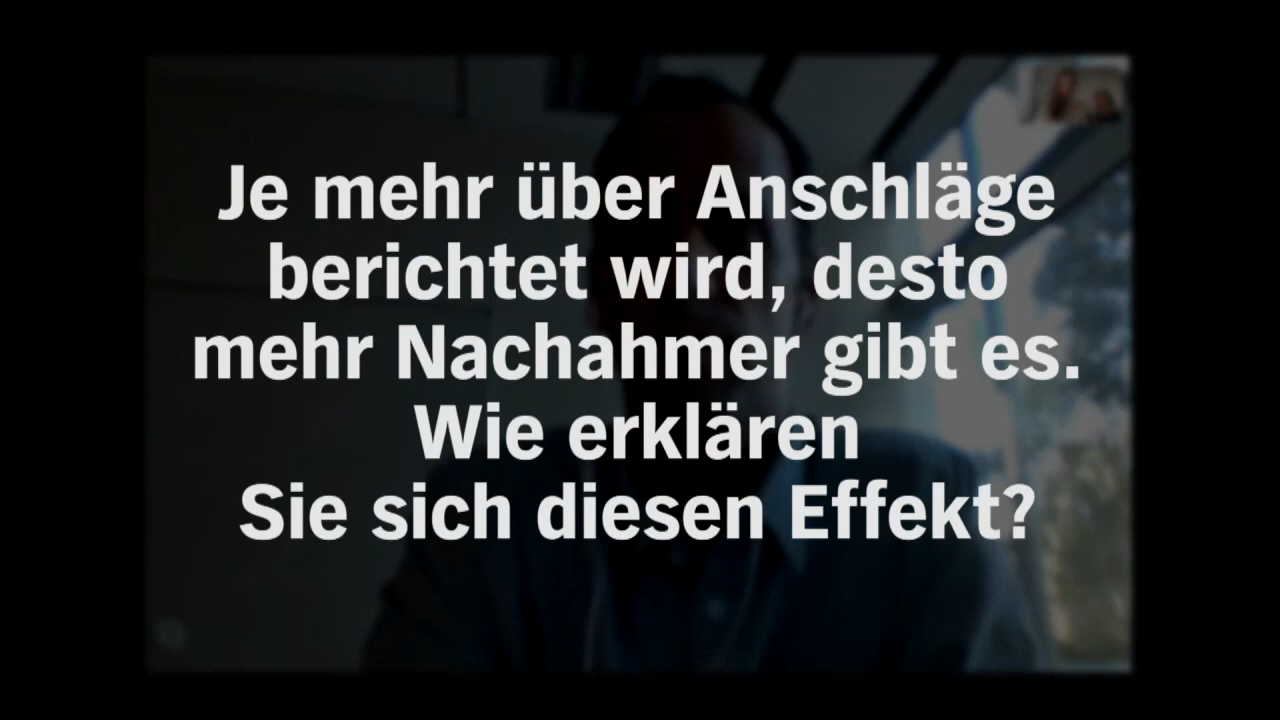 Je mehr über Anschläge
berichtet wird, desto
mehr Nachahmer gibt es.
Wie erklären
Sie sich diesen Effekt?